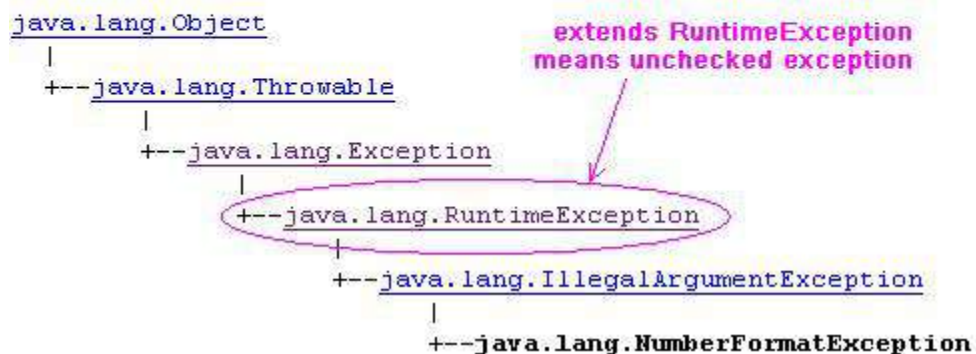 java.lang.Object
extends RuntimeException
means unchecked exception
|
+--java.lang.Throwable
|
+--java.lang.Exception
|
+--java.lang.RuntimeException
|
+--java.lang.IllegalArgumentException
|
+--java.lang.NumberFormatException